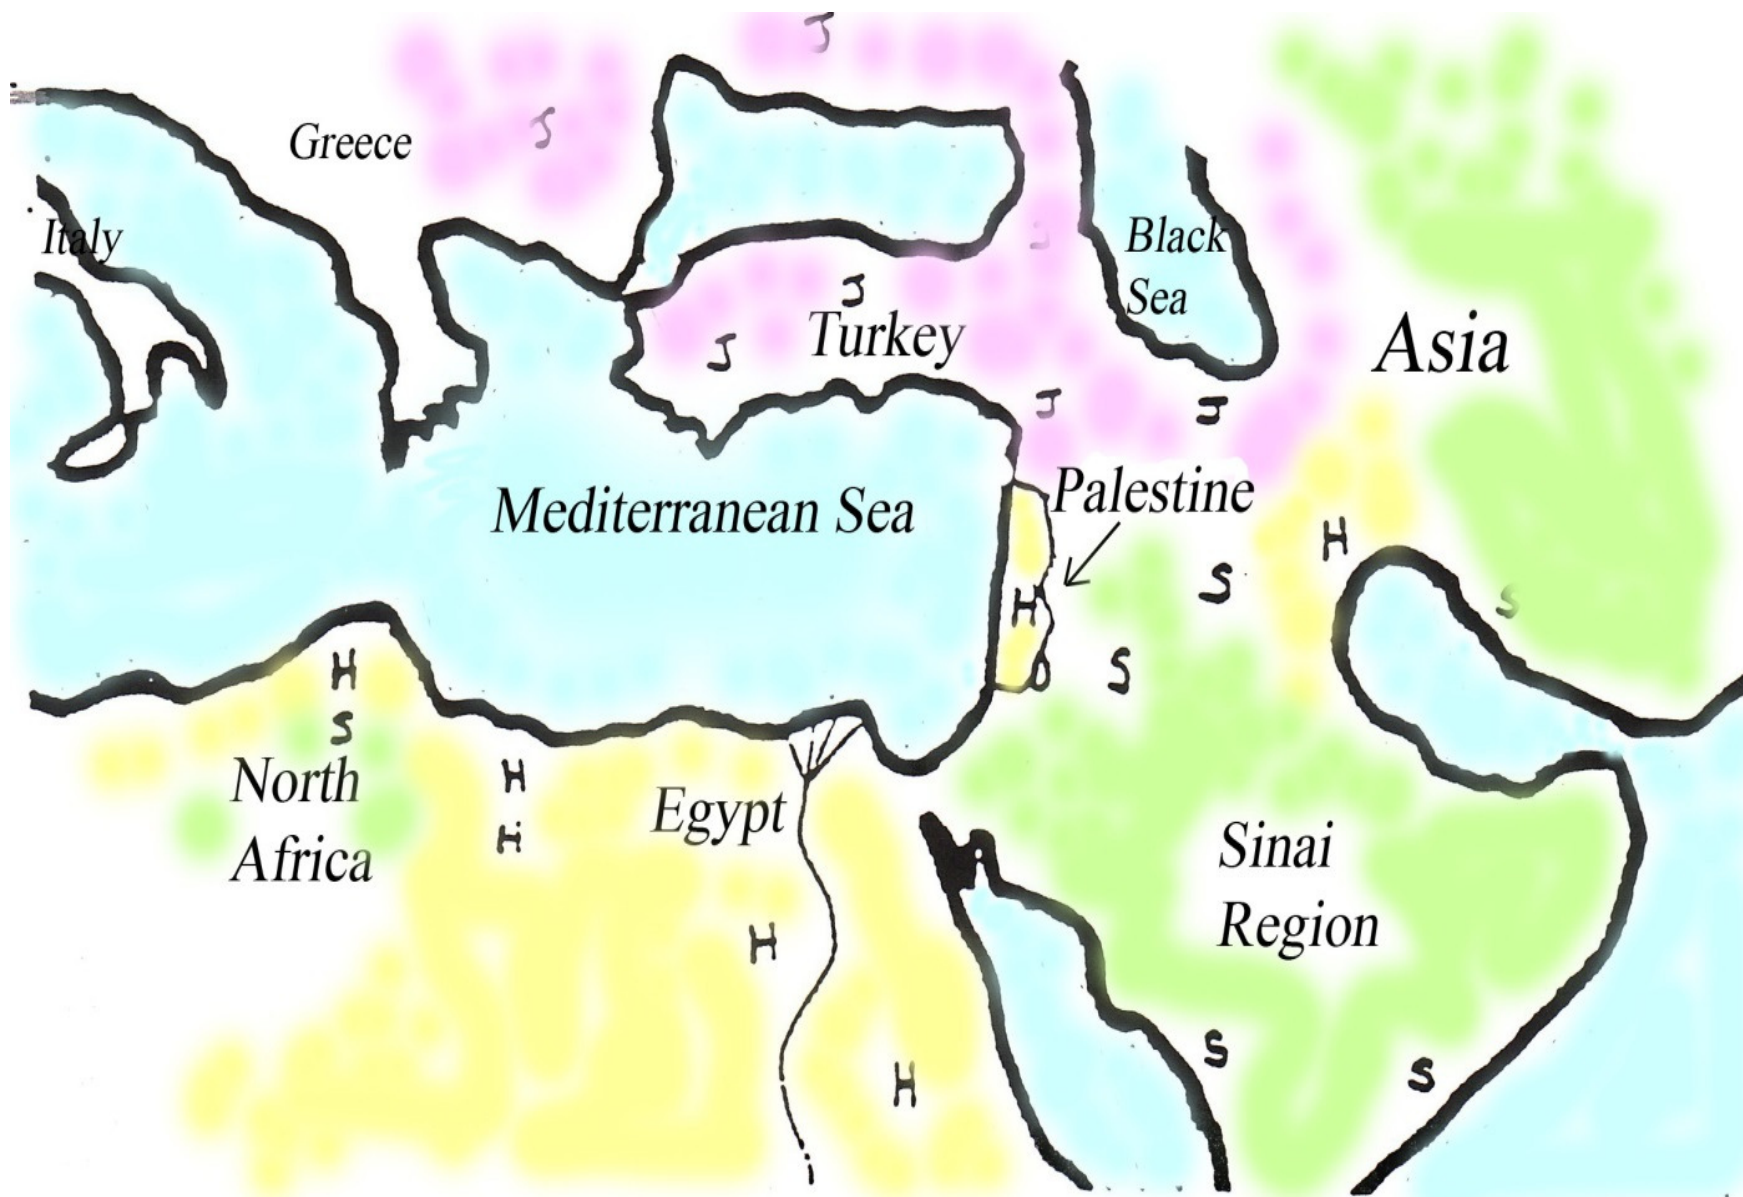 J
Greece
J
Italy
J
Black
Sea
J
Turkey
J
Asia
J
J
Palestine
Mediterranean Sea
H
S
H
S
H
S
S
North
Africa
H
H
Egypt
Sinai
Region
H
S
S
H